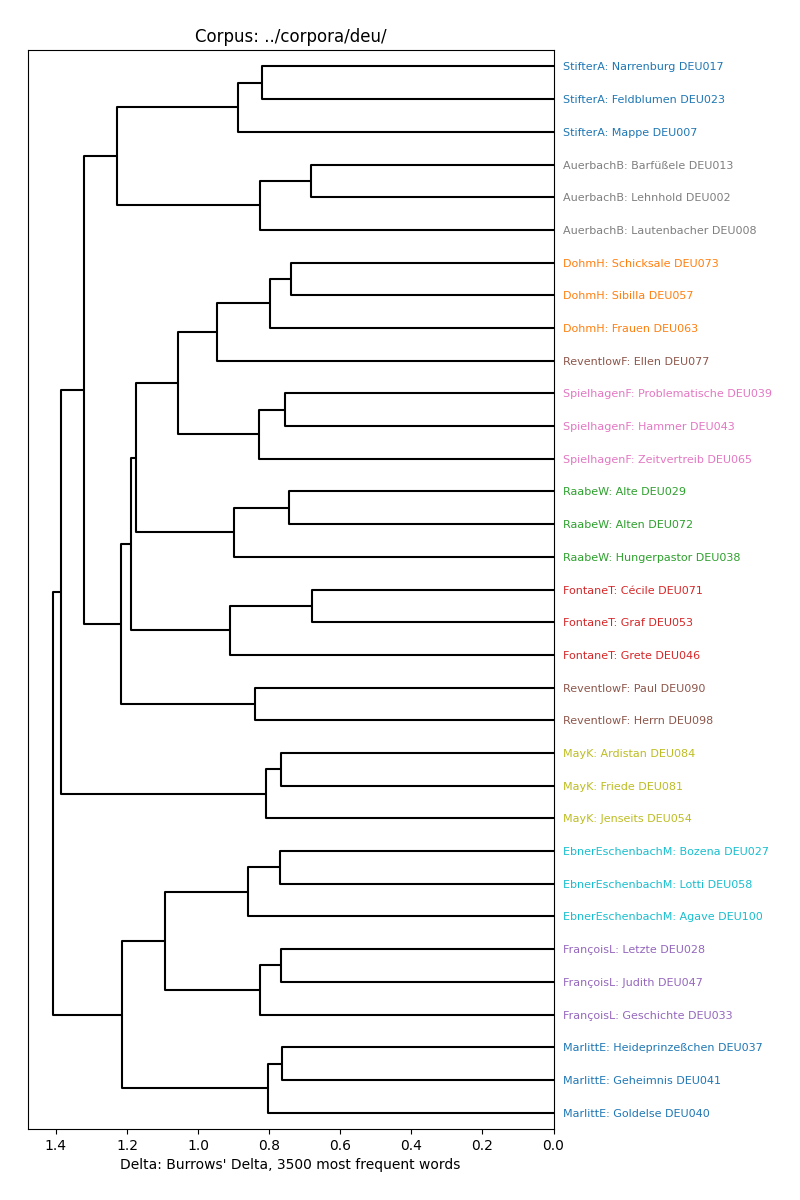 Corpus: ../corpora/deu/
StifterA: Narrenburg DEU017
StifterA: Feldblumen DEU023
StifterA: Mappe DEU007
AuerbachB: Barfüßele DEU013
AuerbachB: Lehnhold DEU002
AuerbachB: Lautenbacher DEU008
DohmH: Schicksale DEU073
DohmH: Sibilla DEU057
DohmH: Frauen DEU063
ReventlowF: Ellen DEU077
SpielhagenF: Problematische DEU039
SpielhagenF: Hammer DEU043
SpielhagenF: Zeitvertreib DEU065
RaabeW: Alte DEU029
RaabeW: Alten DEU072
RaabeW: Hungerpastor DEU038
FontaneT: Cécile DEU071
FontaneT: Graf DEU053
FontaneT: Grete DEU046
ReventlowF: Paul DEU090
ReventlowF: Herrn DEU098
MayK: Ardistan DEU084
MayK: Friede DEU081
MayK: Jenseits DEU054
EbnerEschenbachM: Bozena DEU027
EbnerEschenbachM: Lotti DEU058
EbnerEschenbachM: Agave DEU100
FrançoisL: Letzte DEU028
FrançoisL: Judith DEU047
FrançoisL: Geschichte DEU033
MarlittE: Heideprinzeßchen DEU037
MarlittE: Geheimnis DEU041
MarlittE: Goldelse DEU040
1.4 1.2 1.0 0.8 0.6 0.4 0.2 0.0
Delta: Burrows' Delta, 3500 most frequent words